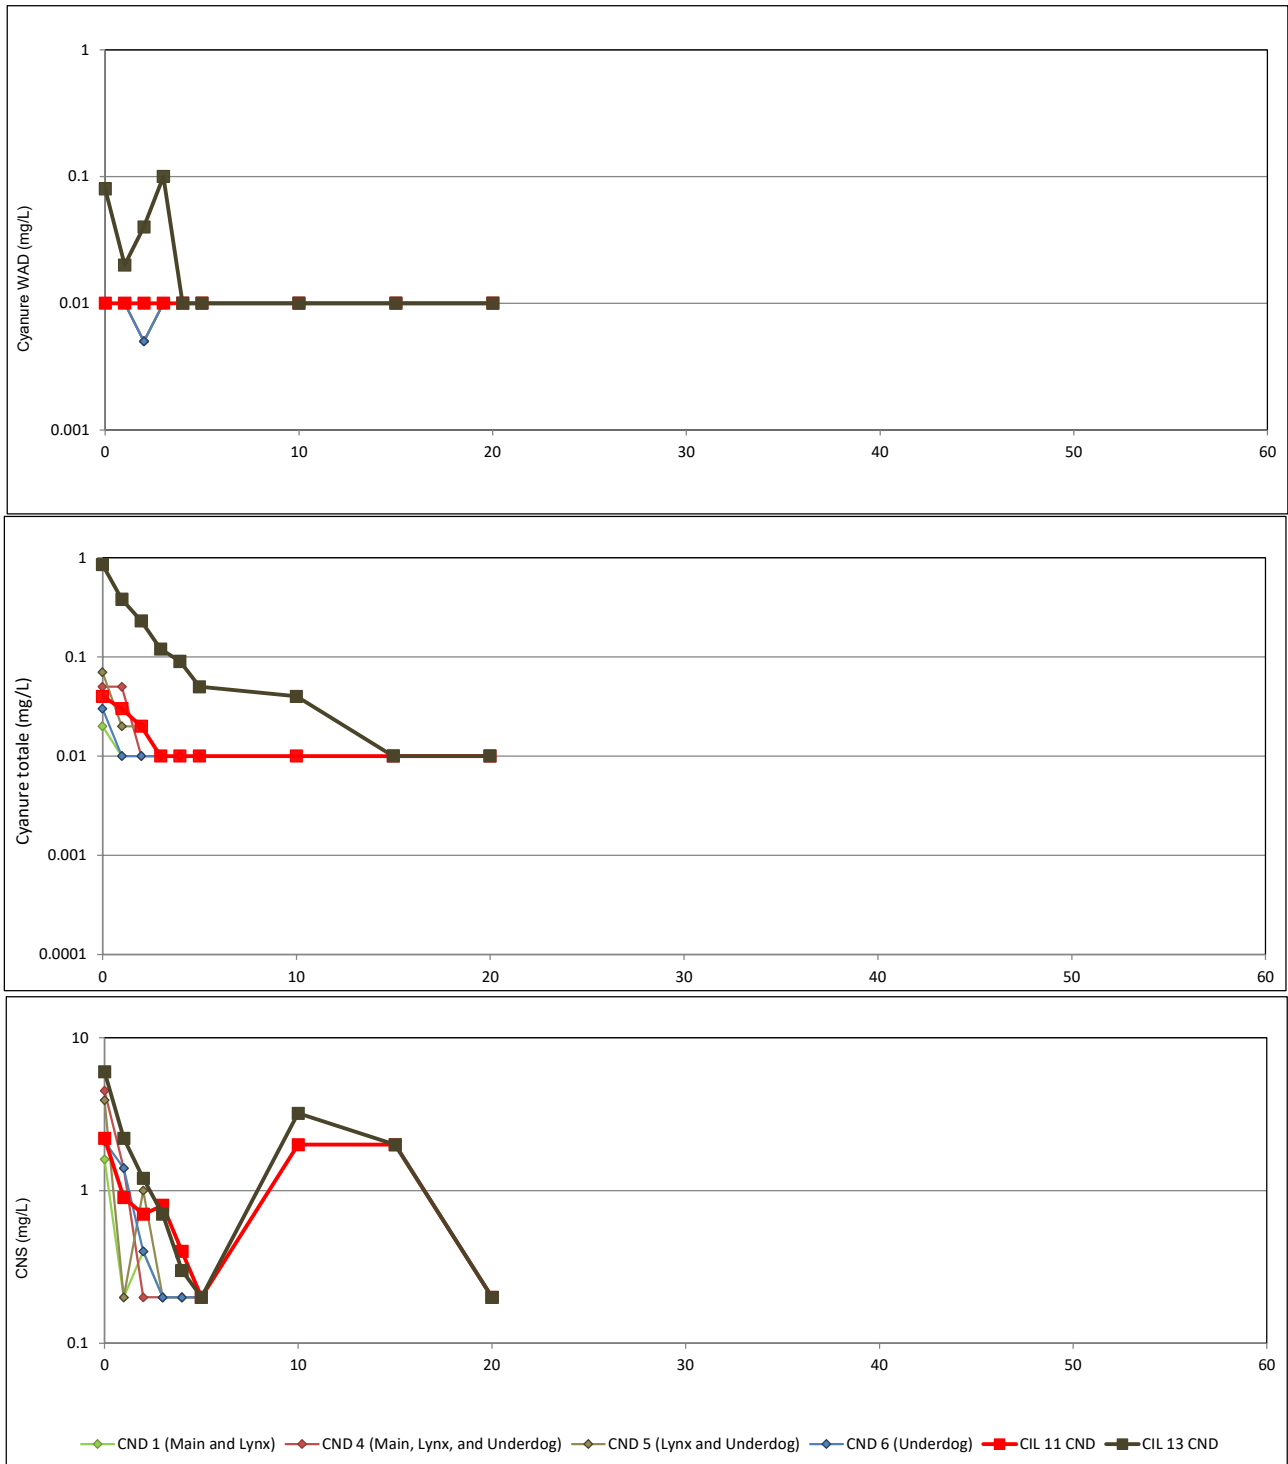 1
0.1
0.01
0.001
Cyanure WAD (mg/L)
0 10 20 30 40 50 60
1
0.1
0.01
0.001
0.0001
Cyanure totale (mg/L)
0 10 20 30 40 50 60
10
1
0.1
CNS (mg/L)
0 10 20 30 40 50 60
CND 1 (Main and Lynx) CND 4 (Main, Lynx, and Underdog) CND 5 (Lynx and Underdog) CND 6 (Underdog) CIL 11 CND CIL 13 CND